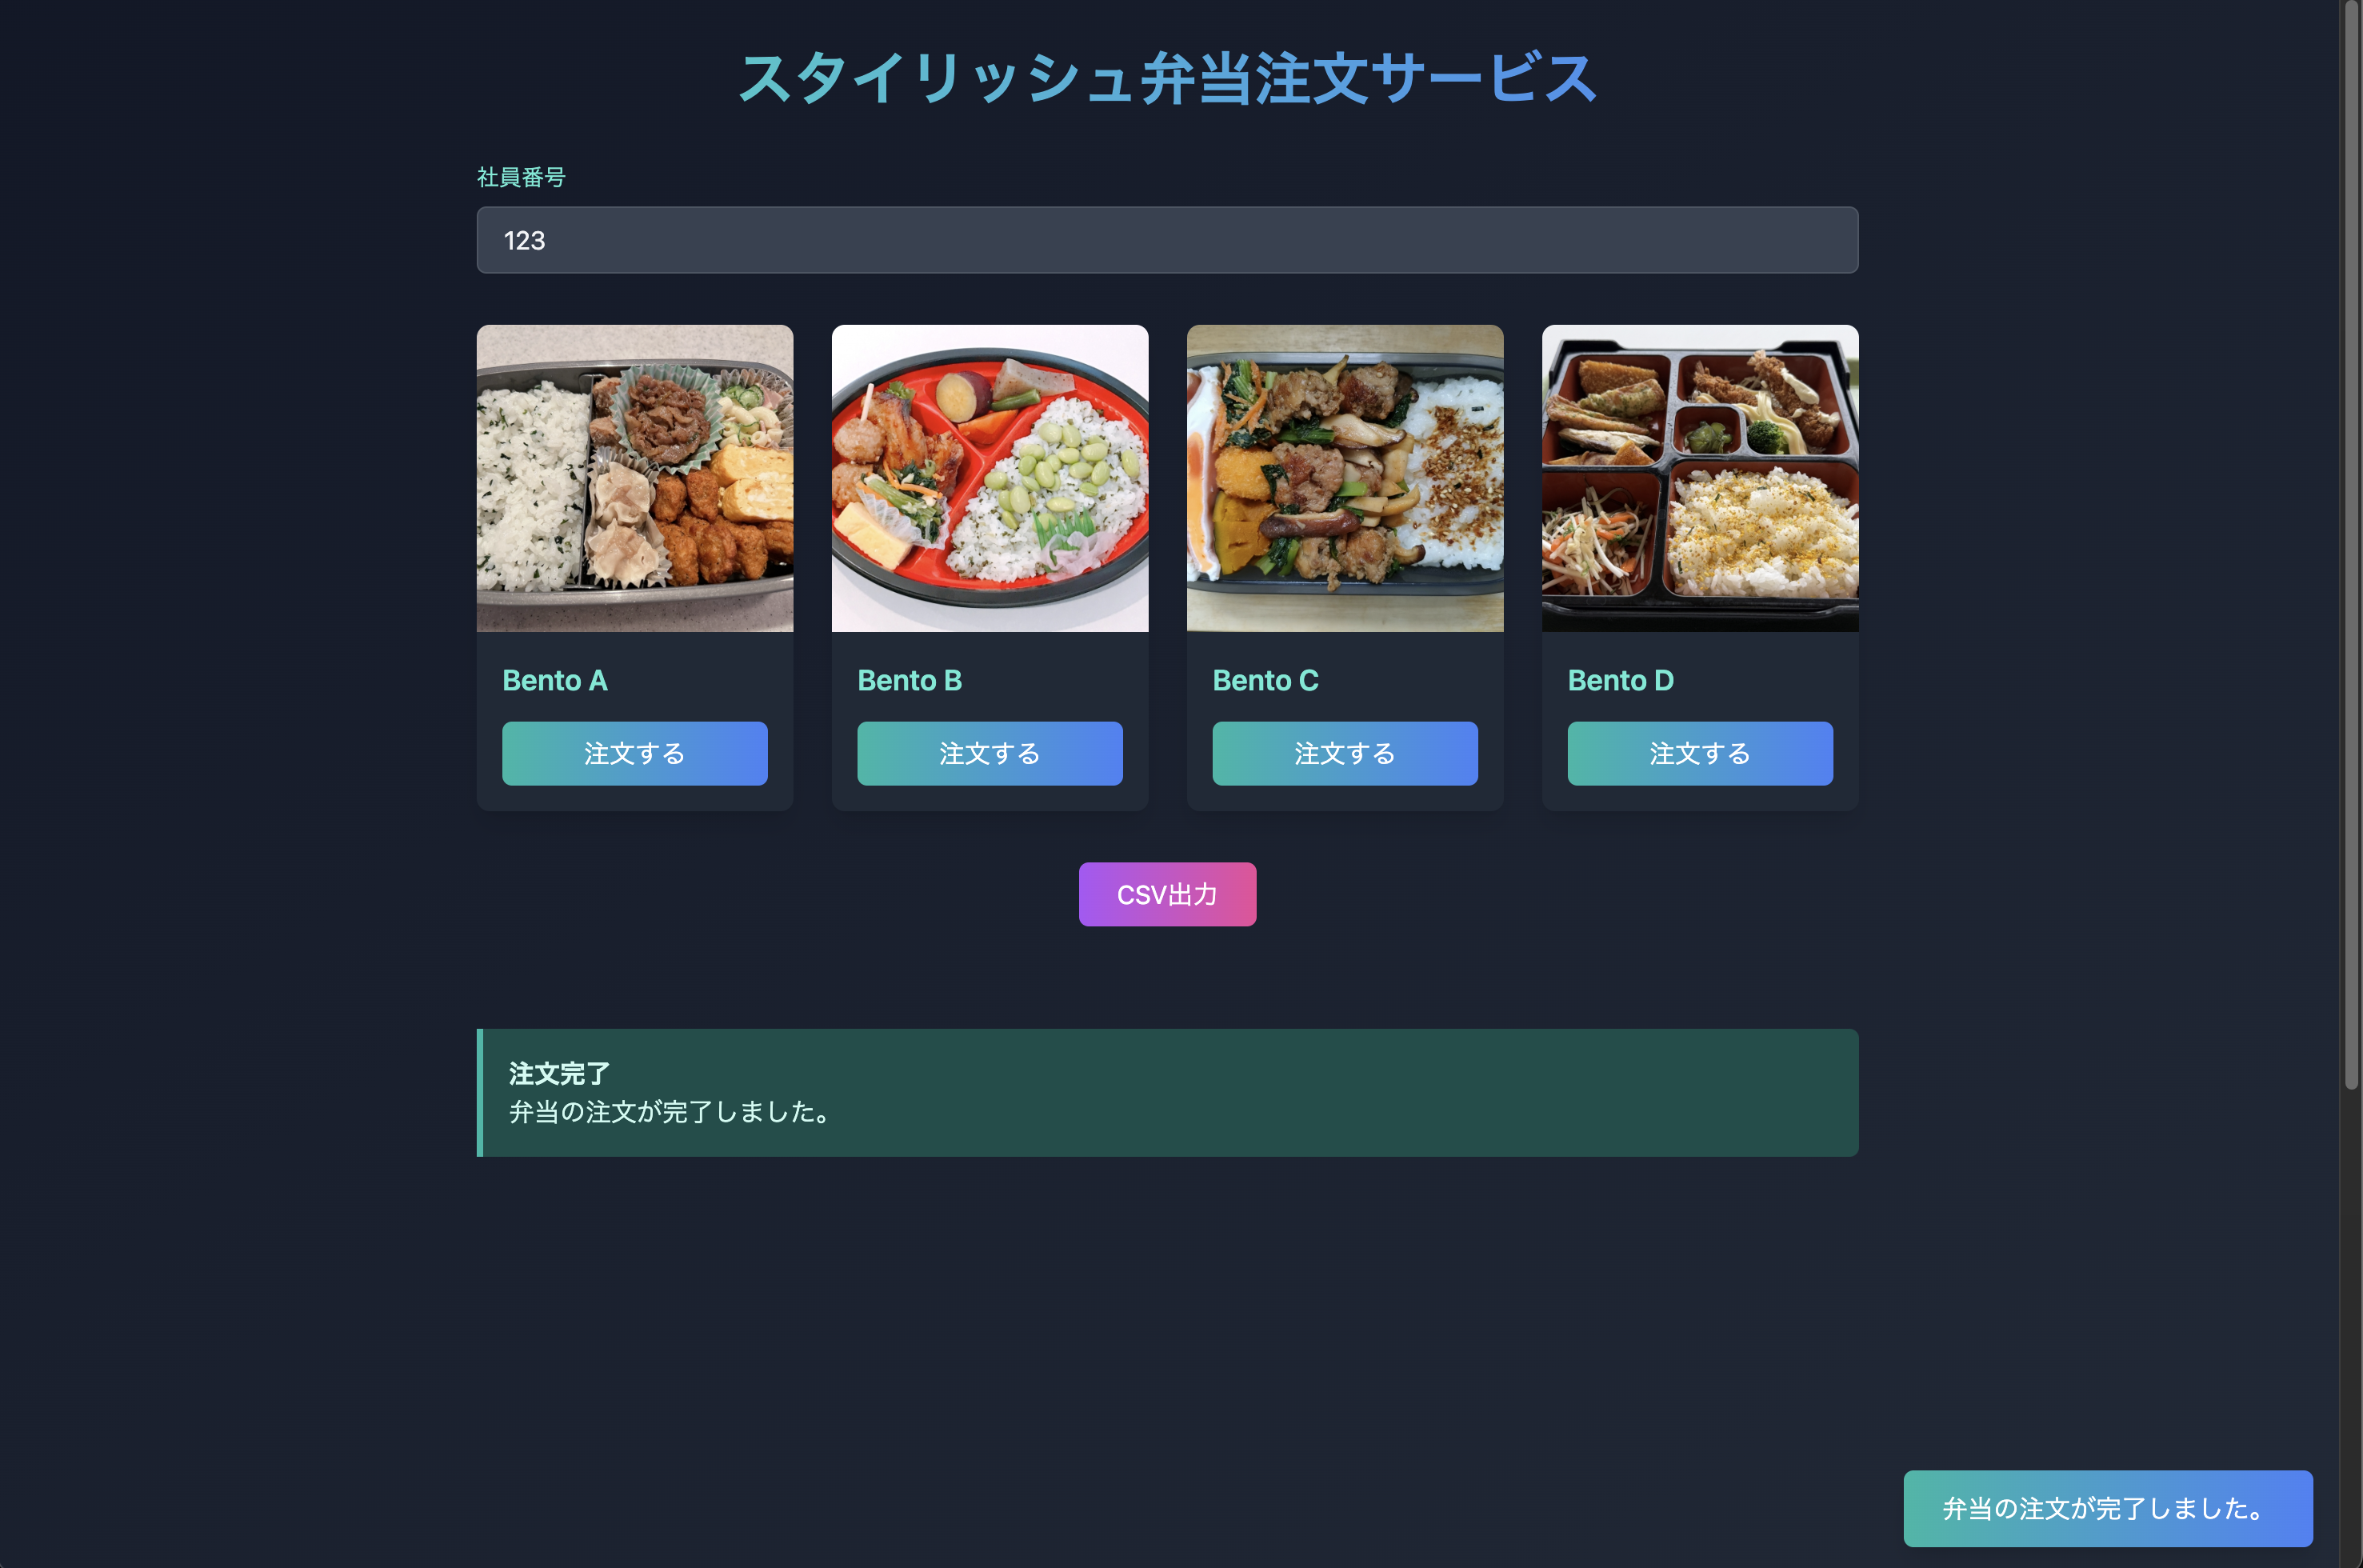 スタイリッシュ弁当注文サービス
社員番号
123
Bento A
注文する
Bento B
注文する
Bento C
注文する
Bento D
注文する
CSV出力
注文完了
弁当の注文が完了しました。
弁当の注文が完了しました。